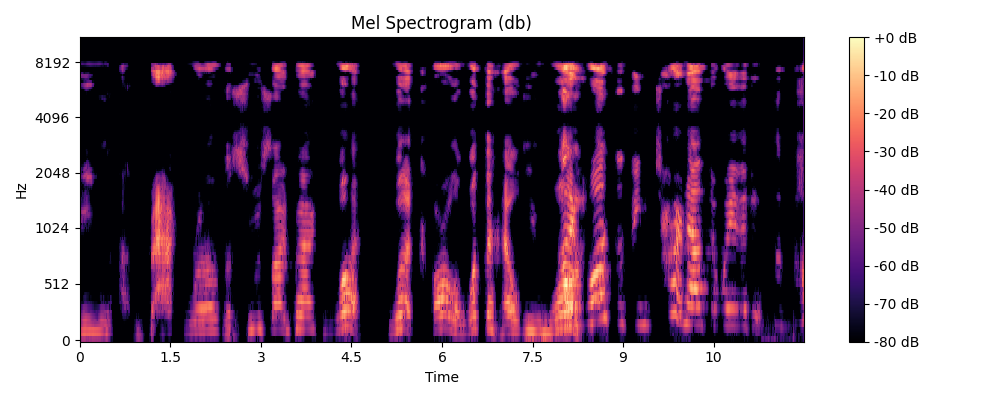 Mel Spectrogram (db)
8192
4096
2048
1024
512
0
Hz
0 1.5 3 4.5 6 7.5 9 10
Time
+0 dB
-10 dB
-20 dB
-30 dB
-40 dB
-50 dB
-60 dB
-70 dB
-80 dB